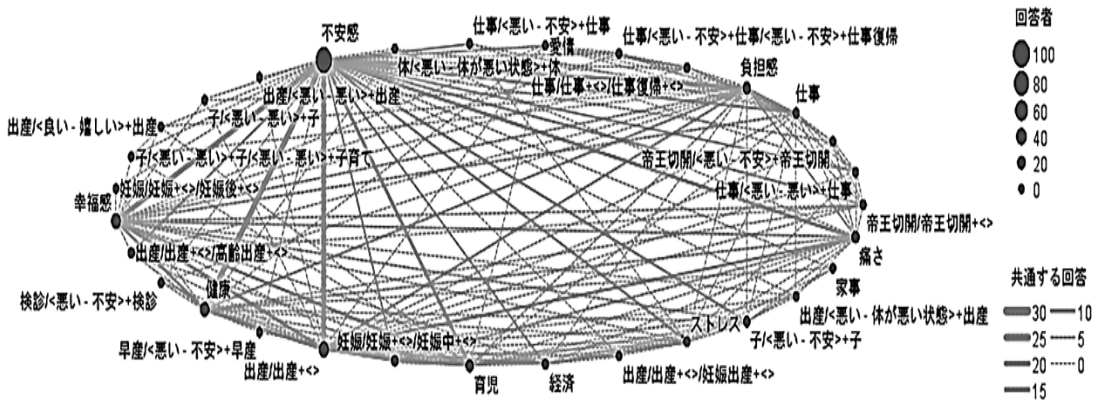 不安感
仕事/<悪い - 不安>+仕事
愛情
仕事/<悪い - 不安>+仕事/<悪い - 不安>+仕事復帰
体/<悪い - 体が悪い状態>+体
負担感
仕事/仕事+<>/仕事復帰+<>
出産/<悪い - 悪い>+出産
仕事
子/<悪い - 悪い>+子
出産/<良い - 嬉しい>+出産
子/<悪い - 悪い>+子/<悪い - 悪い>+子育て
帝王切開/<悪い - 不安>+帝王切開
妊娠/妊娠+<>/妊娠後+<>
仕事/<悪い - 悪い>+仕事
幸福感
帝王切開/帝王切開+<>
出産/出産+<>/高齢出産+<>
痛さ
検診/<悪い - 不安>+検診
健康
家事
出産/<悪い - 体が悪い状態>+出産
ストレス
子/<悪い - 不安>+子
早産/<悪い - 不安>+早産
妊娠/妊娠+<>/妊娠中+<>
出産/出産+<>
育児
経済
出産/出産+<>/妊娠出産+<>
回答者
100
80
60
40
20
0
共通する回答
30 10
25 5
20 0
15